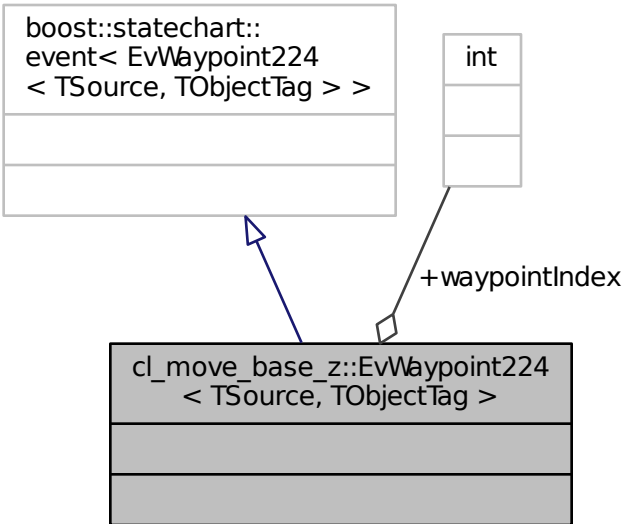 boost::statechart::
event< EvWaypoint224
< TSource, TObjectTag > >
int
+waypointIndex
cl_move_base_z::EvWaypoint224
< TSource, TObjectTag >